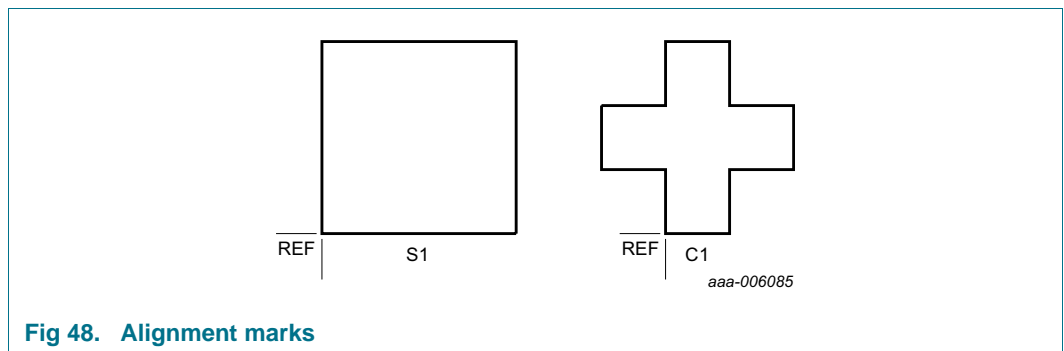 REF
S1
REF
C1
aaa-006085
Fig 48. Alignment marks